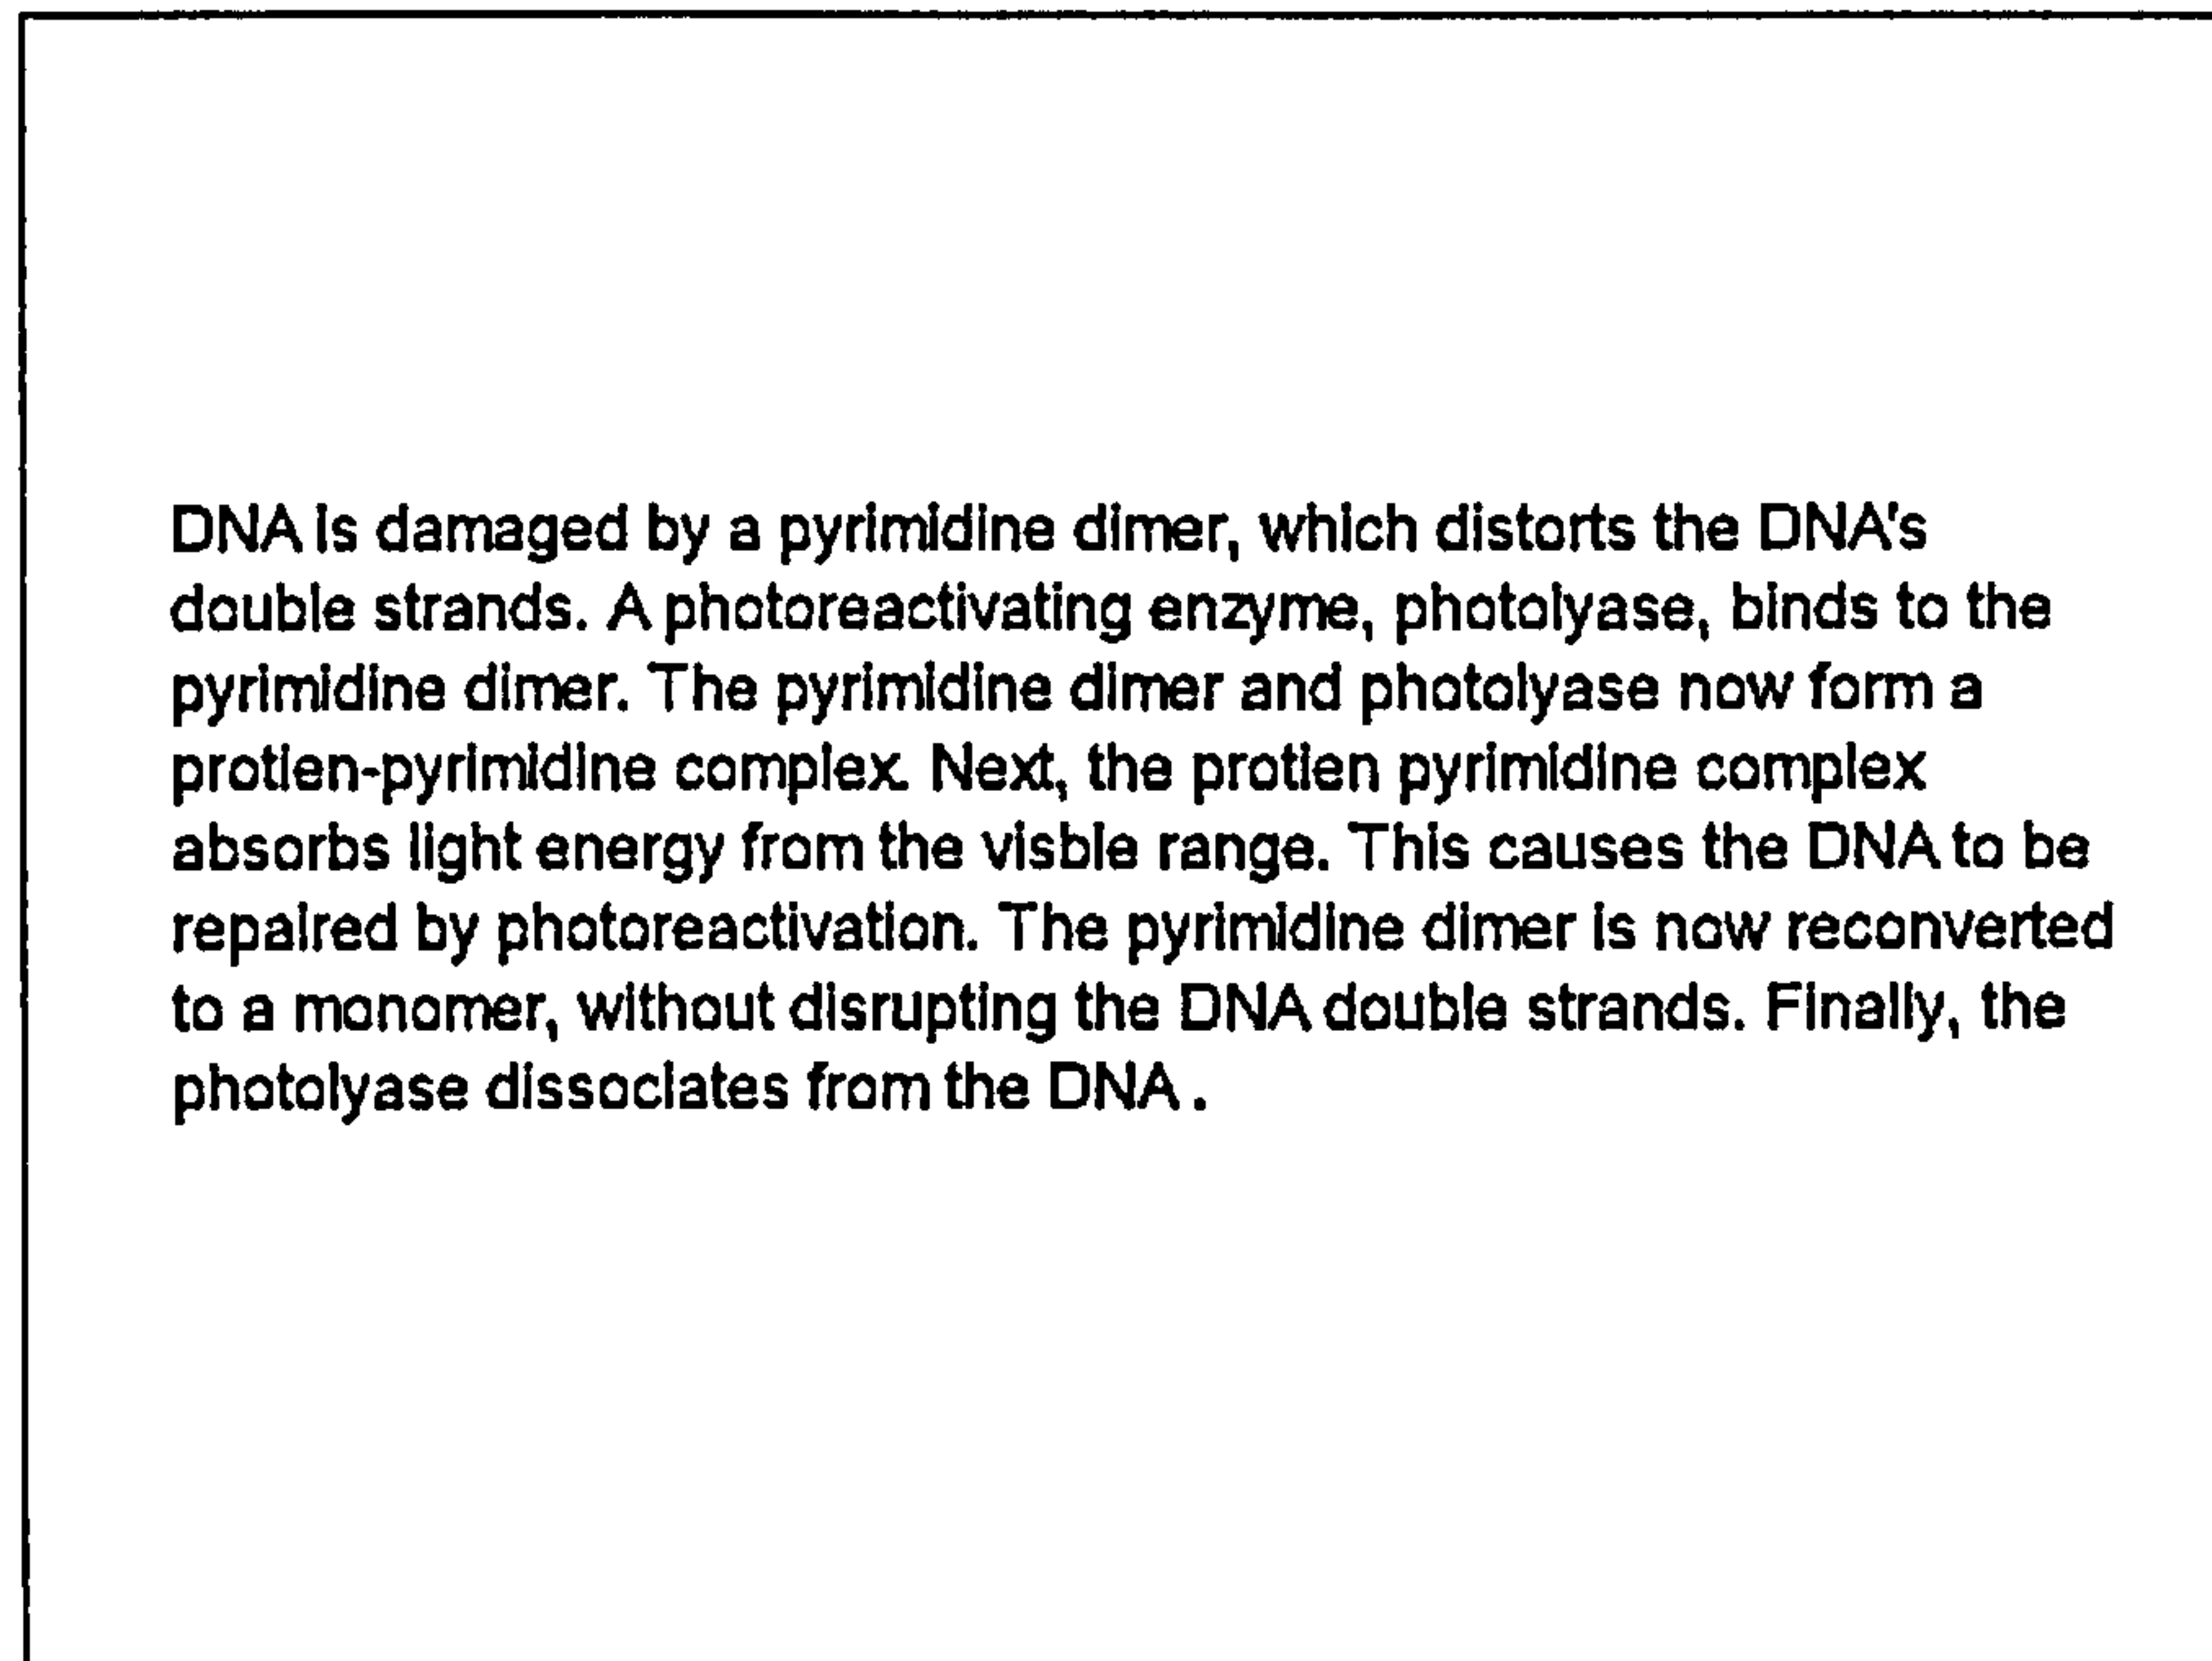 DNA is damaged by a pyrimidine dimer, which distorts the DNA's
double strands. A photoreactivating enzyme, photolyase, binds to the
pyrimidine dimer. The pyrimidine dimer and photolyase now form a
protien-pyrimidine complex. Next, the protien pyrimidine complex
absorbs light energy from the visble range. This causes the DNA to be
repaired by photoreactivation. The pyrimidine dimer is now reconverted
to a monomer, without disrupting the DNA double strands. Finally, the
photolyase dissociates from the DNA.